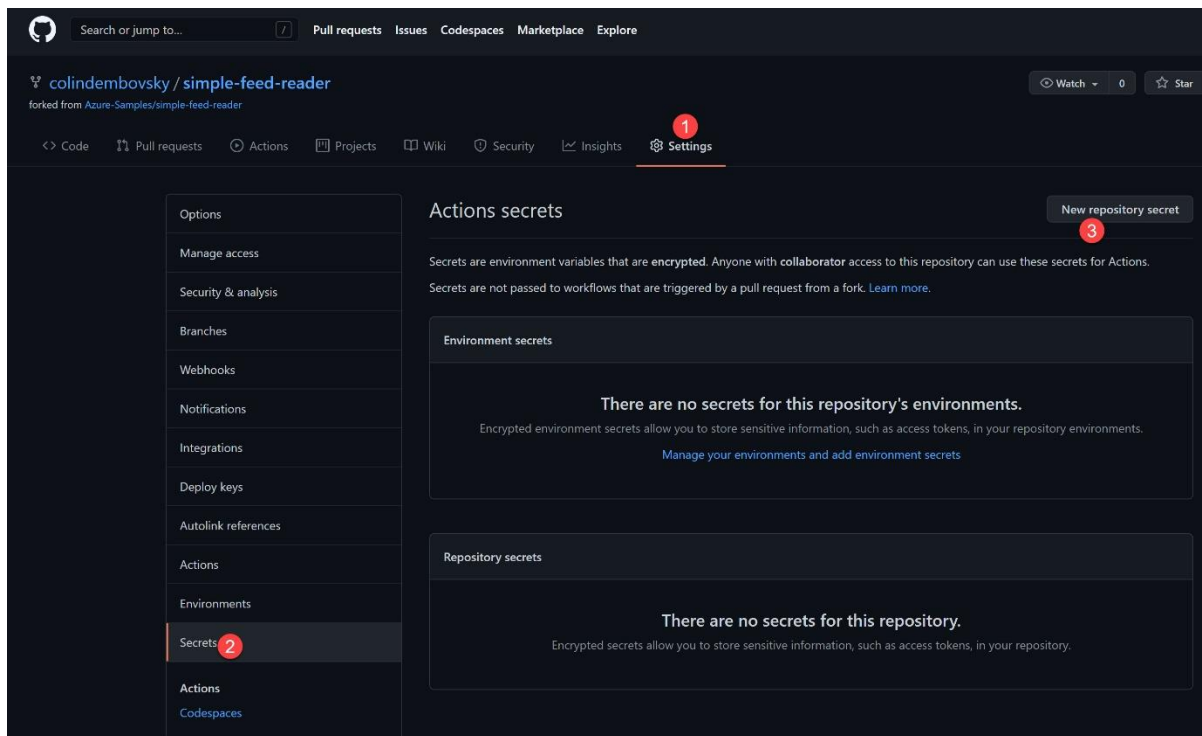 Search or jump to... /
Pull requests Issues Codespaces Marketplace Explore
colindembovsky / simple-feed-reader
Watch 0 Star
forked from Azure-Samples/simple-feed-reader
1
<> Code Pull requests Actions Projects Wiki Security Insights Settings
Options
Manage access
Security & analysis
Branches
Webhooks
Notifications
Integrations
Deploy keys
Autolink references
Actions
Environments
Secrets 2
Actions
Codespaces
Actions secrets
New repository secret
3
Secrets are environment variables that are encrypted. Anyone with collaborator access to this repository can use these secrets for Actions.
Secrets are not passed to workflows that are triggered by a pull request from a fork. Learn more.
Environment secrets
There are no secrets for this repository's environments.
Encrypted environment secrets allow you to store sensitive information, such as access tokens, in your repository environments.
Manage your environments and add environment secrets
Repository secrets
There are no secrets for this repository.
Encrypted secrets allow you to store sensitive information, such as access tokens, in your repository.